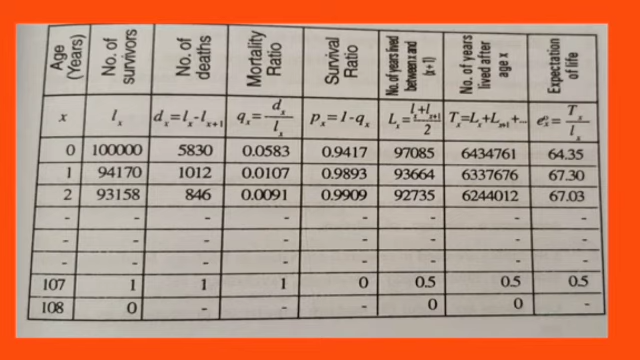 Age (Years) | No. of survivors | No. of deaths | Mortality Ratio | Survival Ratio | No. of years lived between x and (x+1) | No. of years lived after age x | Expectation of life
x | lₓ | dₓ=lₓ-lₓ₊₁ | qₓ=dₓ/lₓ | pₓ=1-qₓ | Lₓ=(lₓ+lₓ₊₁)/2 | Tₓ=Lₓ+Lₓ₊₁+... | e⁰ₓ=Tₓ/lₓ
0 | 100000 | 5830 | 0.0583 | 0.9417 | 97085 | 6434761 | 64.35
1 | 94170 | 1012 | 0.0107 | 0.9893 | 93664 | 6337676 | 67.30
2 | 93158 | 846 | 0.0091 | 0.9909 | 92735 | 6244012 | 67.03
- | - | - | - | - | - | - | -
- | - | - | - | - | - | - | -
- | - | - | - | - | - | - | -
107 | 1 | 1 | 1 | 0 | 0.5 | 0.5 | 0.5
108 | 0 | - | - | - | 0 | 0 | -